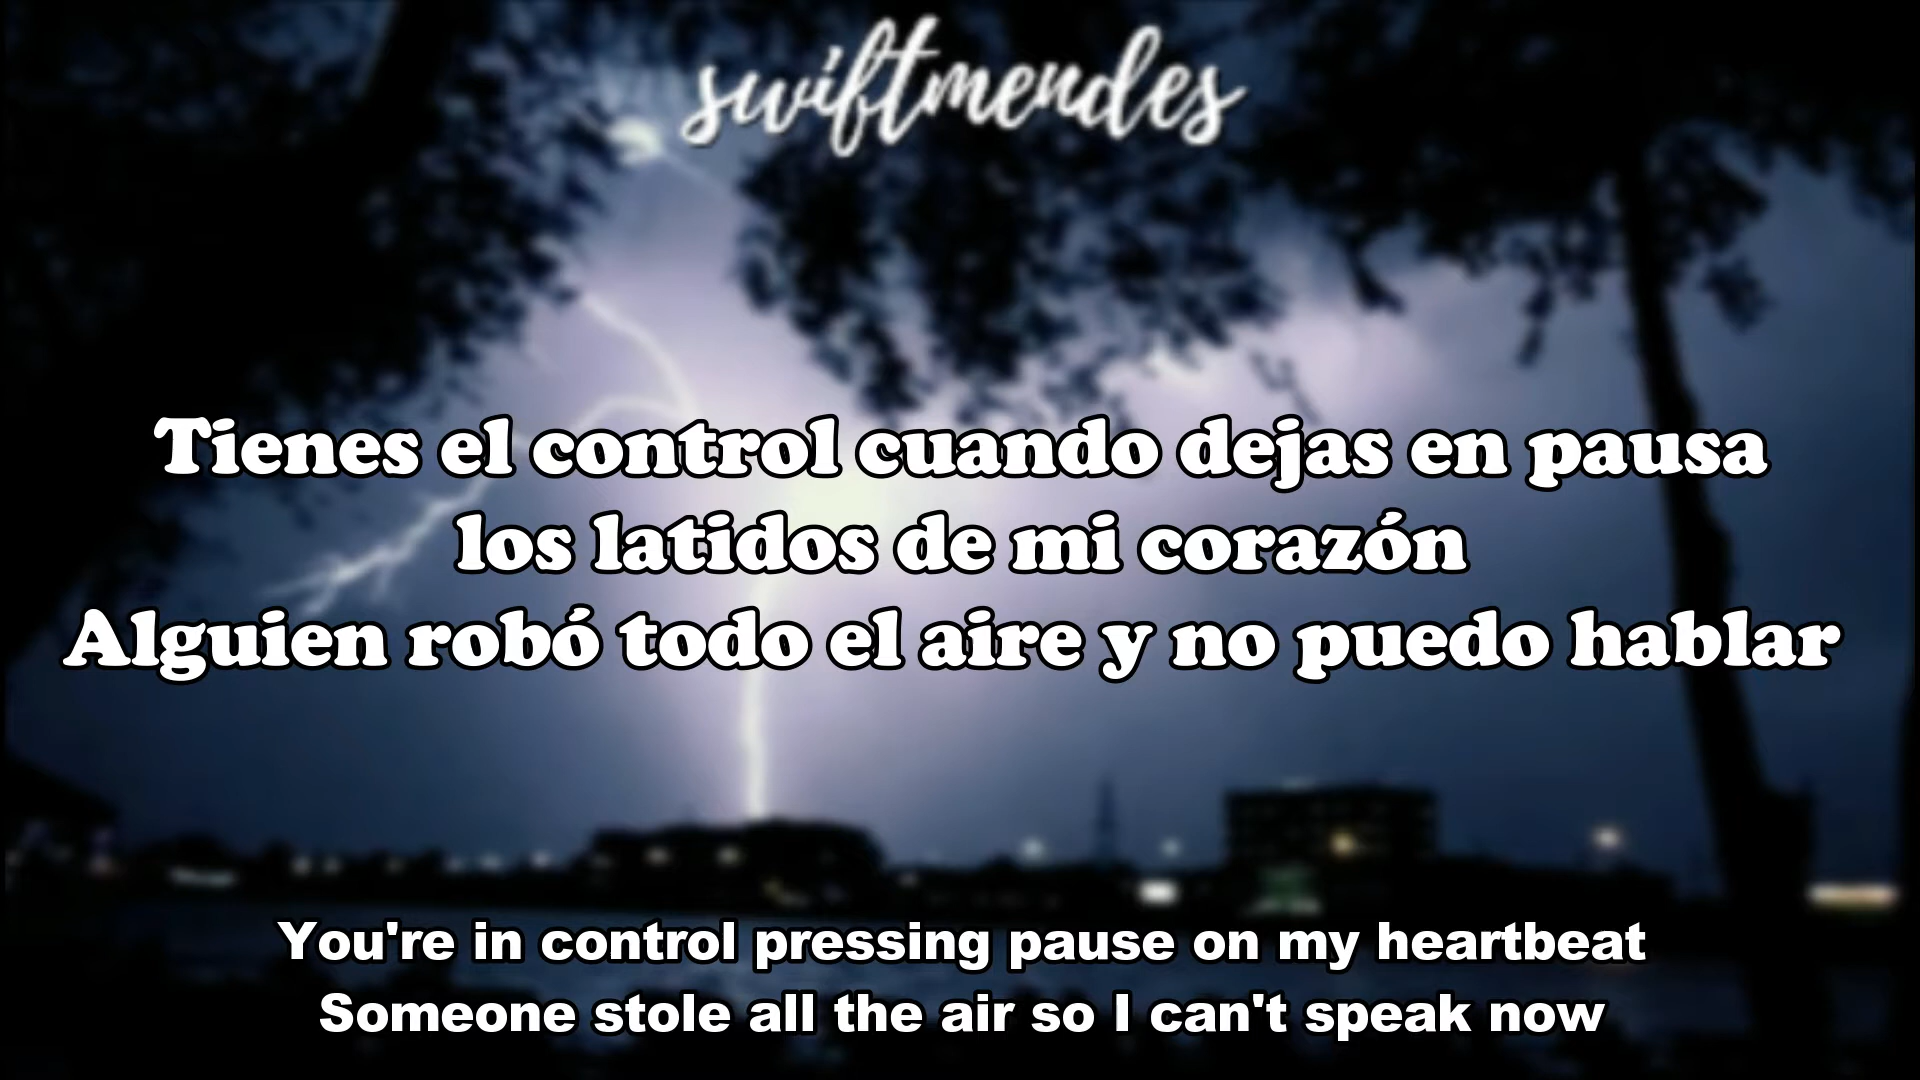 swiftmendes
Tienes el control cuando dejas en pausa
los latidos de mi corazón
Alguien robó todo el aire y no puedo hablar
You're in control pressing pause on my heartbeat
Someone stole all the air so I can't speak now